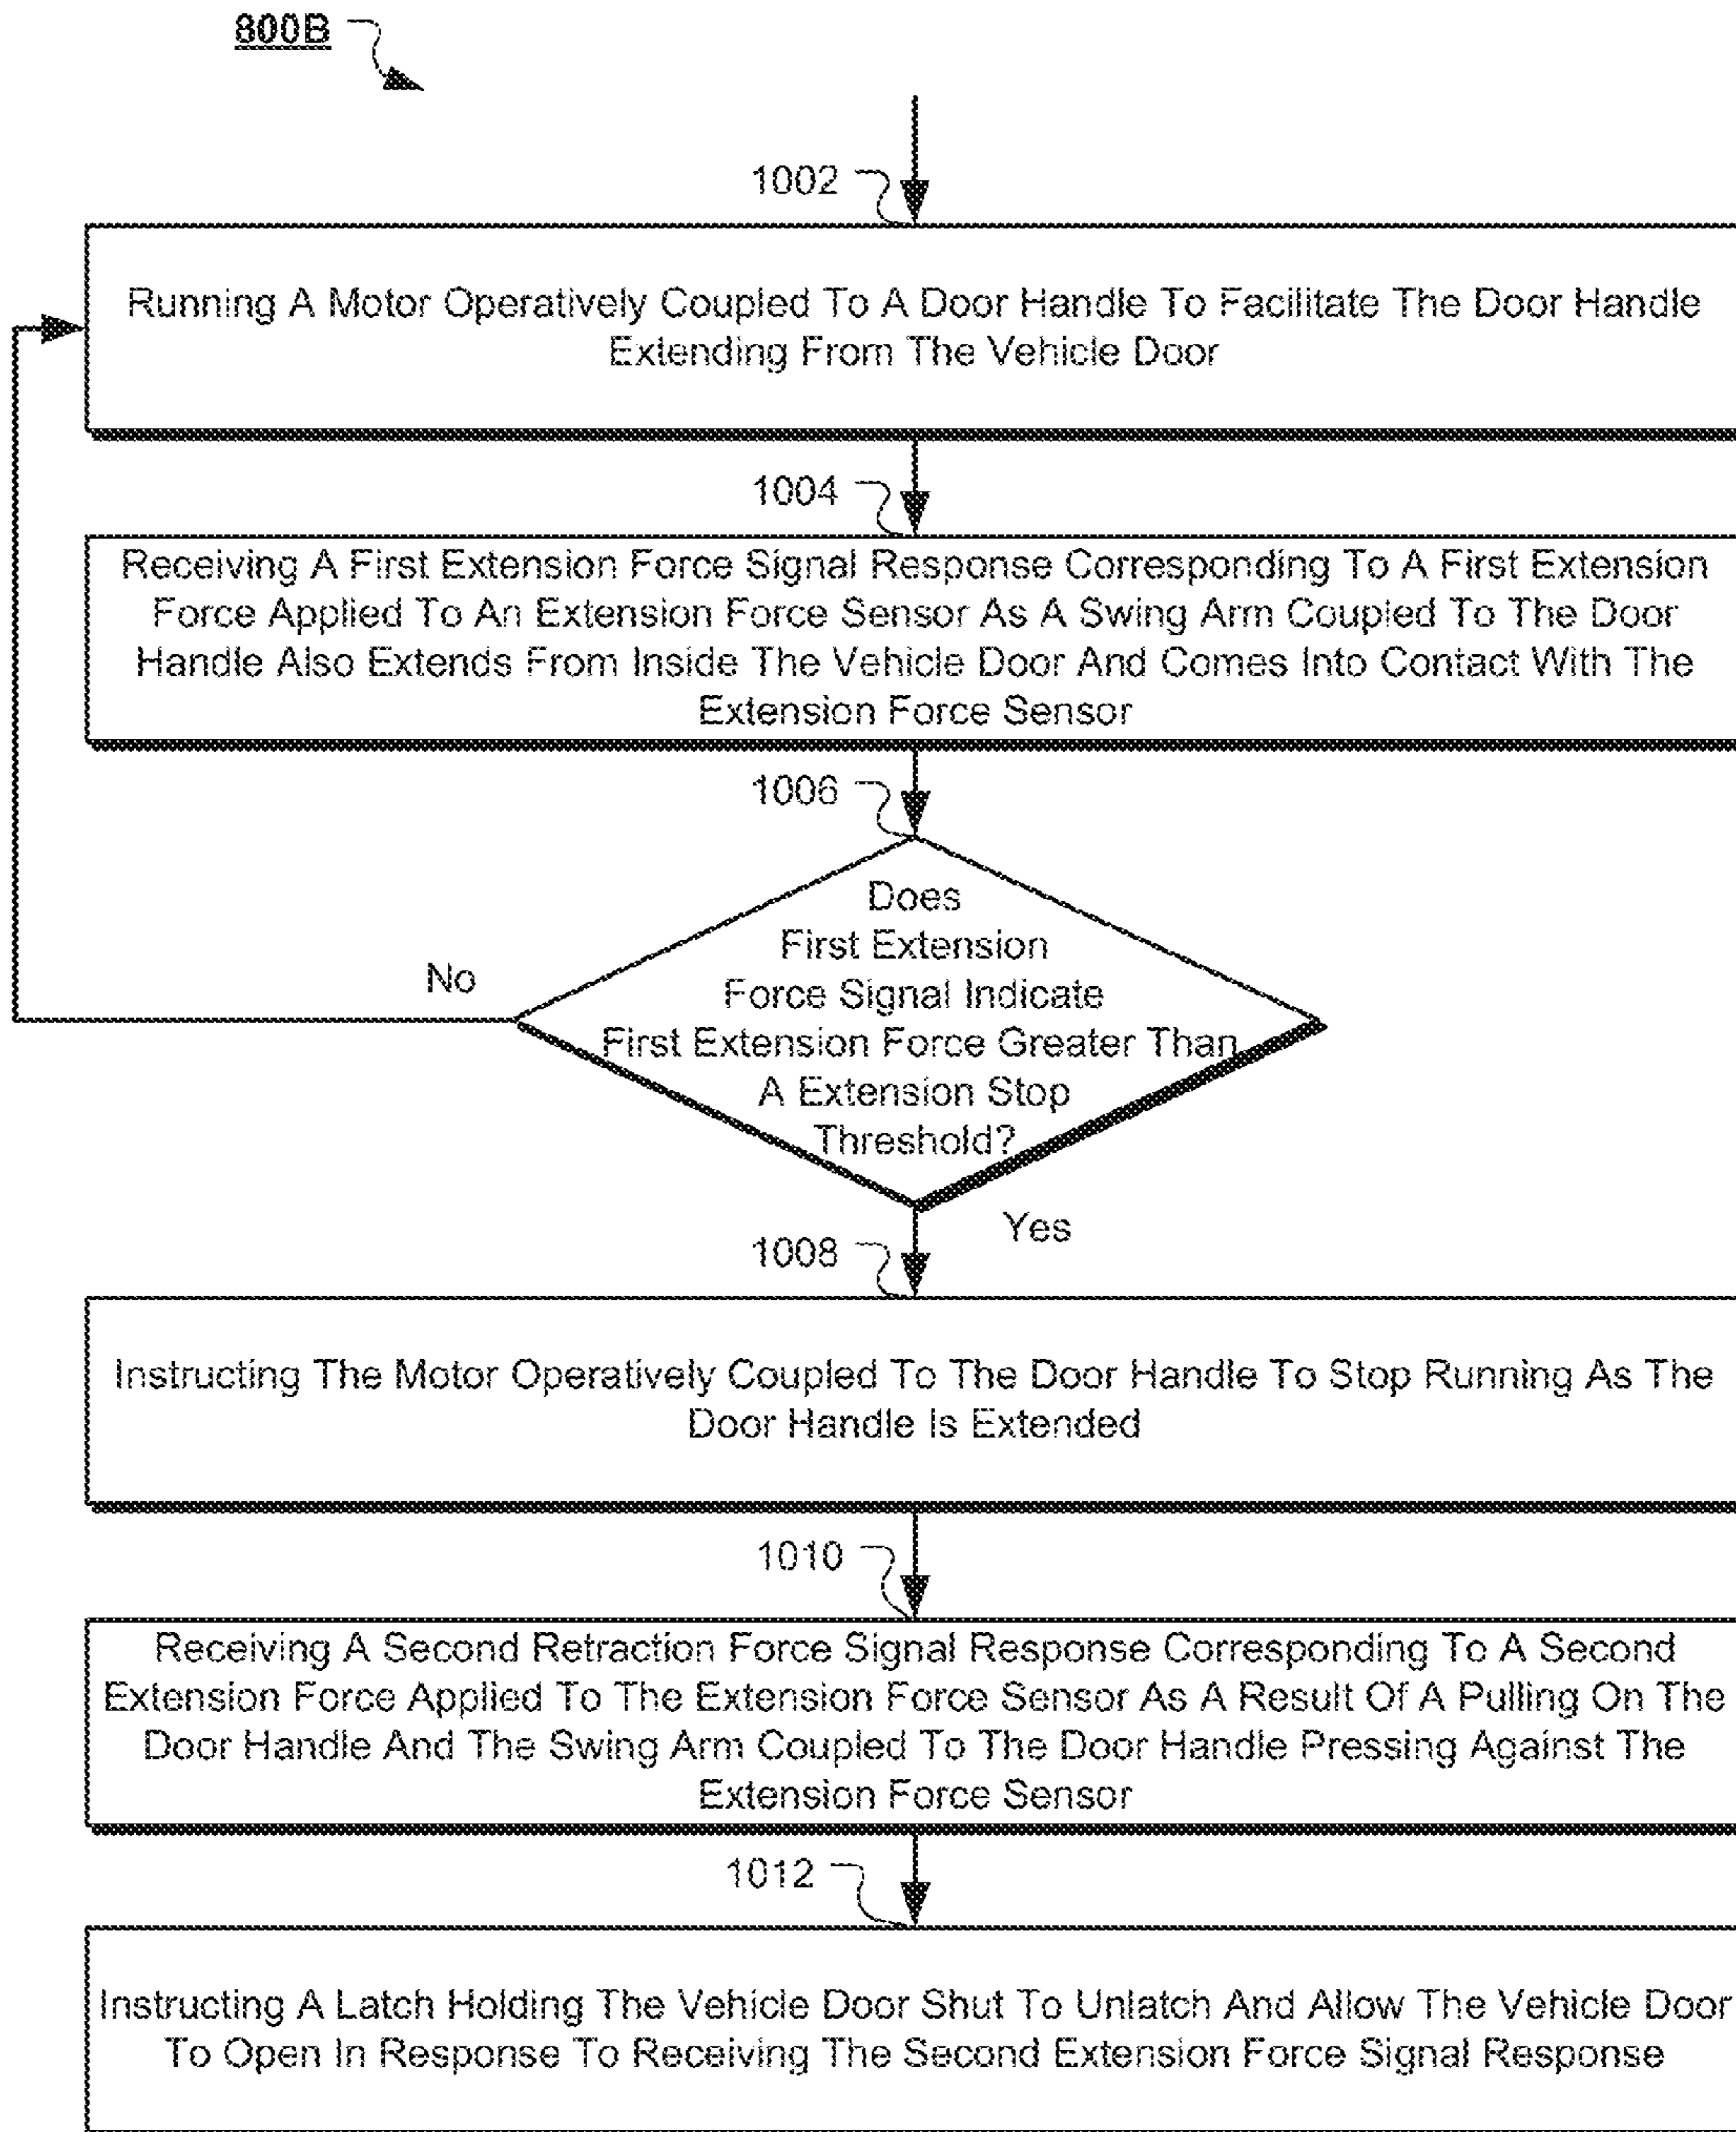 800B
1002
Running A Motor Operatively Coupled To A Door Handle To Facilitate The Door Handle
Extending From The Vehicle Door
1004
Receiving A First Extension Force Signal Response Corresponding To A First Extension
Force Applied To An Extension Force Sensor As A Swing Arm Coupled To The Door
Handle Also Extends From Inside The Vehicle Door And Comes Into Contact With The
Extension Force Sensor
1006
Does
First Extension
Force Signal Indicate
First Extension Force Greater Than
A Extension Stop
Threshold?
No
Yes
1008
Instructing The Motor Operatively Coupled To The Door Handle To Stop Running As The
Door Handle Is Extended
1010
Receiving A Second Retraction Force Signal Response Corresponding To A Second
Extension Force Applied To The Extension Force Sensor As A Result Of A Pulling On The
Door Handle And The Swing Arm Coupled To The Door Handle Pressing Against The
Extension Force Sensor
1012
Instructing A Latch Holding The Vehicle Door Shut To Unlatch And Allow The Vehicle Door
To Open In Response To Receiving The Second Extension Force Signal Response